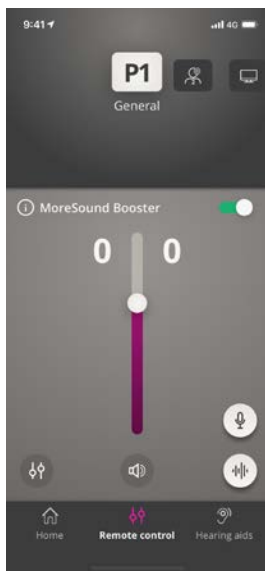 9:41
4G
P1
General
MoreSound Booster
0 0
Home Remote control Hearing aids